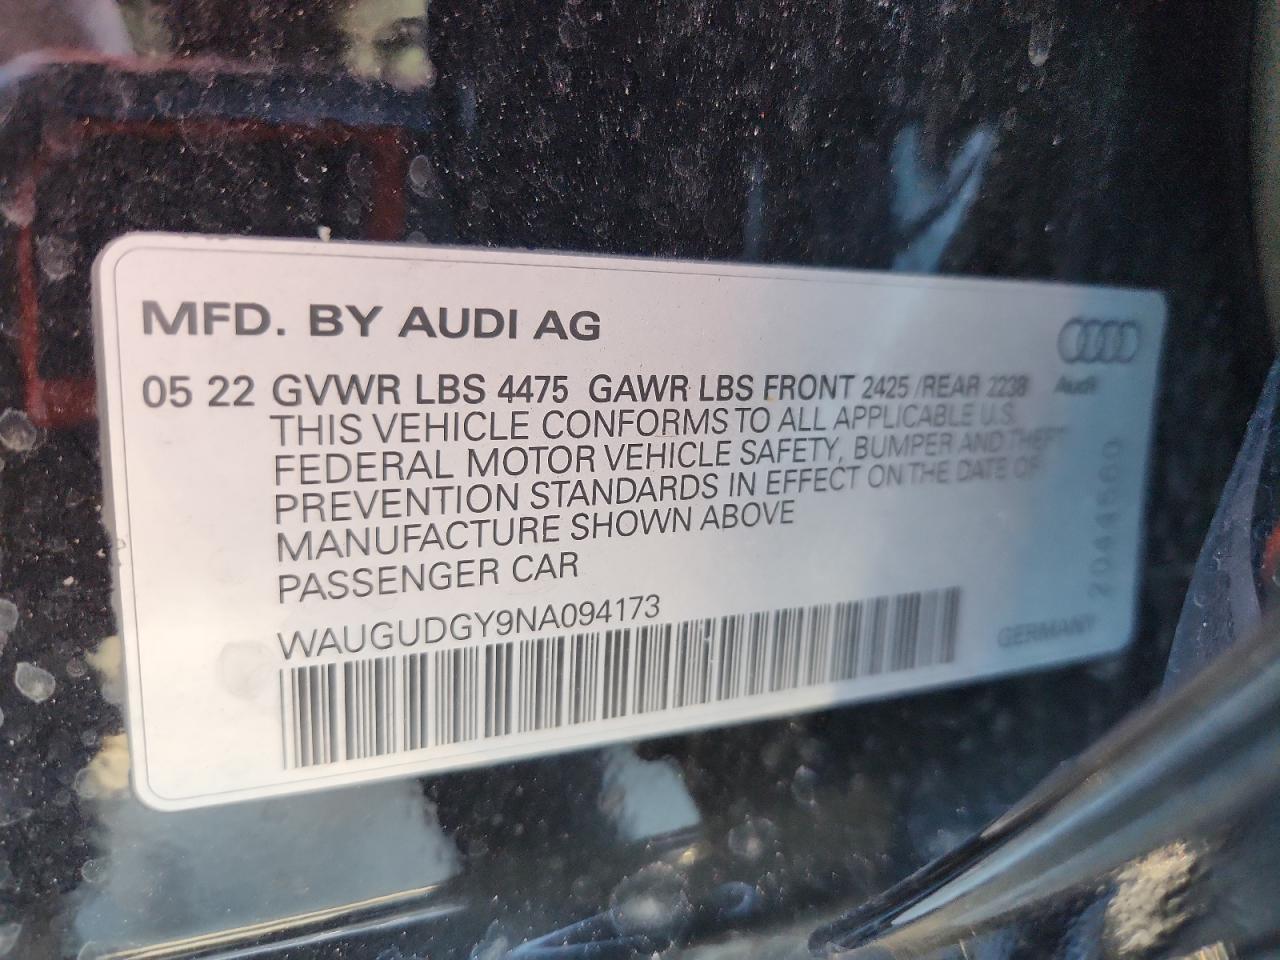 MFD. BY AUDI AG
Audi
05 22 GVWR LBS 4475 GAWR LBS FRONT 2425 /REAR 2238
THIS VEHICLE CONFORMS TO ALL APPLICABLE U.S.
FEDERAL MOTOR VEHICLE SAFETY, BUMPER AND THEFT
PREVENTION STANDARDS IN EFFECT ON THE DATE OF
MANUFACTURE SHOWN ABOVE
PASSENGER CAR
WAUGUDGY9NA094173
GERMANY
2044560